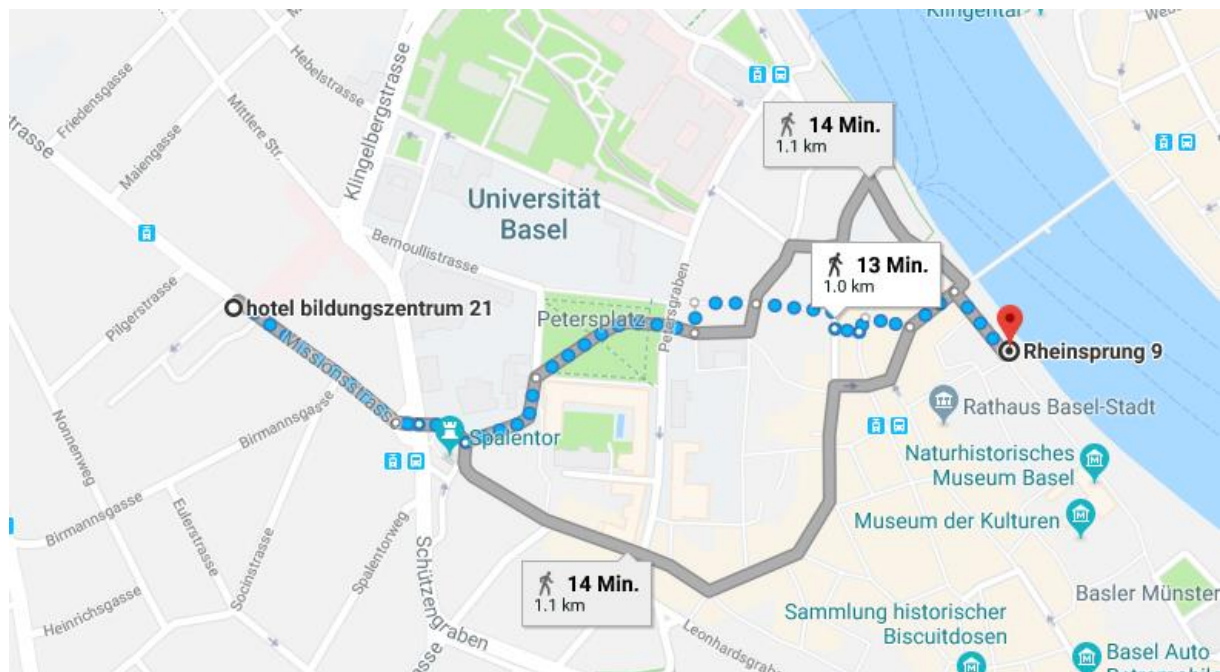 Klingental
Friedensgasse
Hebelstrasse
Mittlere Str.
Maiengasse
Klingelbergstrasse
14 Min.
1.1 km
Universität
Basel
Bernoullistrasse
Petersgraben
13 Min.
1.0 km
hotel bildungszentrum 21
Pilgerstrasse
Petersplatz
Missionsstrasse
Rheinsprung 9
Rathaus Basel-Stadt
Birmannsgasse
Spalentor
Nonnenweg
Naturhistorisches
Museum Basel
Museum der Kulturen
Birmannsgasse
Eulerstrasse
Socinstrasse
Spalentorweg
Schützengraben
14 Min.
1.1 km
Heinrichsgasse
Leonhardsgraben
Sammlung historischer
Biscuitdosen
Basler Münster
Basel Auto